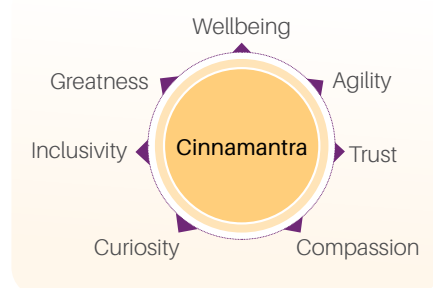 Wellbeing
Greatness
Agility
Inclusivity
Cinnamantra
Trust
Curiosity
Compassion